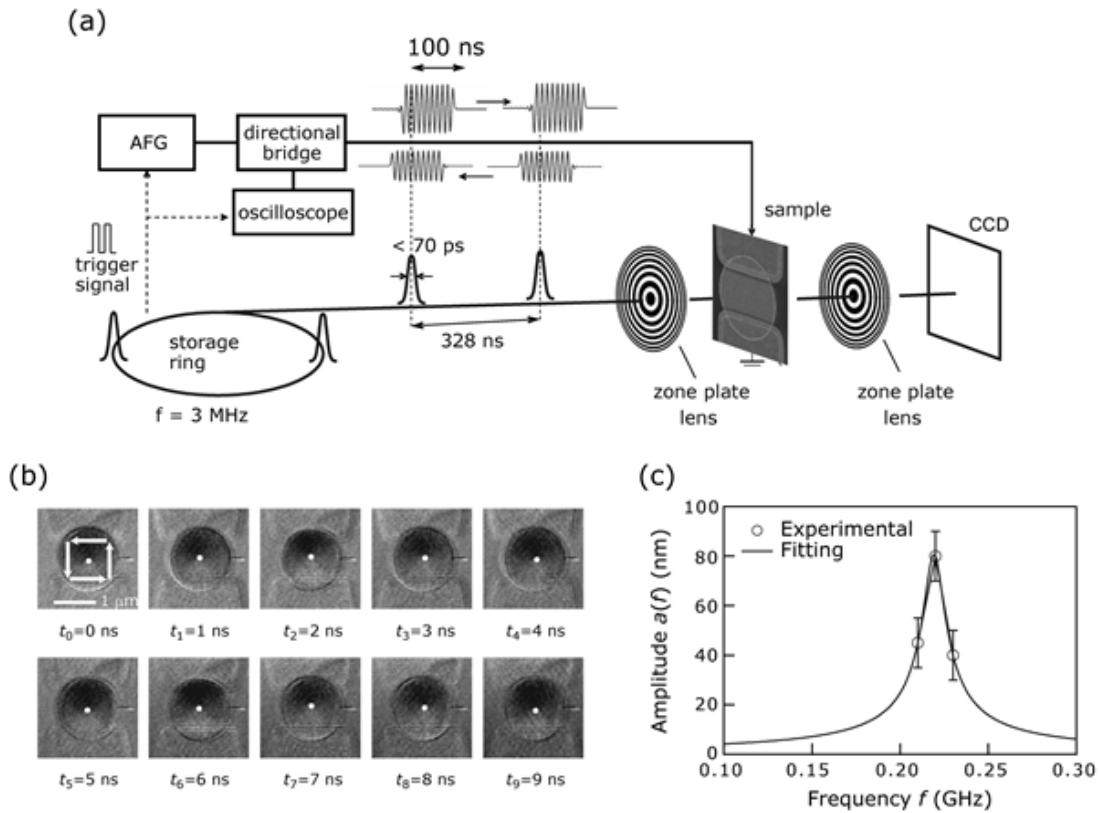 (a)
100 ns
AFG
directional
bridge
oscilloscope
sample
CCD
trigger
signal
< 70 ps
328 ns
storage
ring
f = 3 MHz
zone plate
lens
zone plate
lens
(b)
1 μm
t₀=0 ns
t₁=1 ns
t₂=2 ns
t₃=3 ns
t₄=4 ns
t₅=5 ns
t₆=6 ns
t₇=7 ns
t₈=8 ns
t₉=9 ns
(c)
Amplitude a(f) (nm)
100
80
60
40
20
0
Experimental
Fitting
0.10
0.15
0.20
0.25
0.30
Frequency f (GHz)